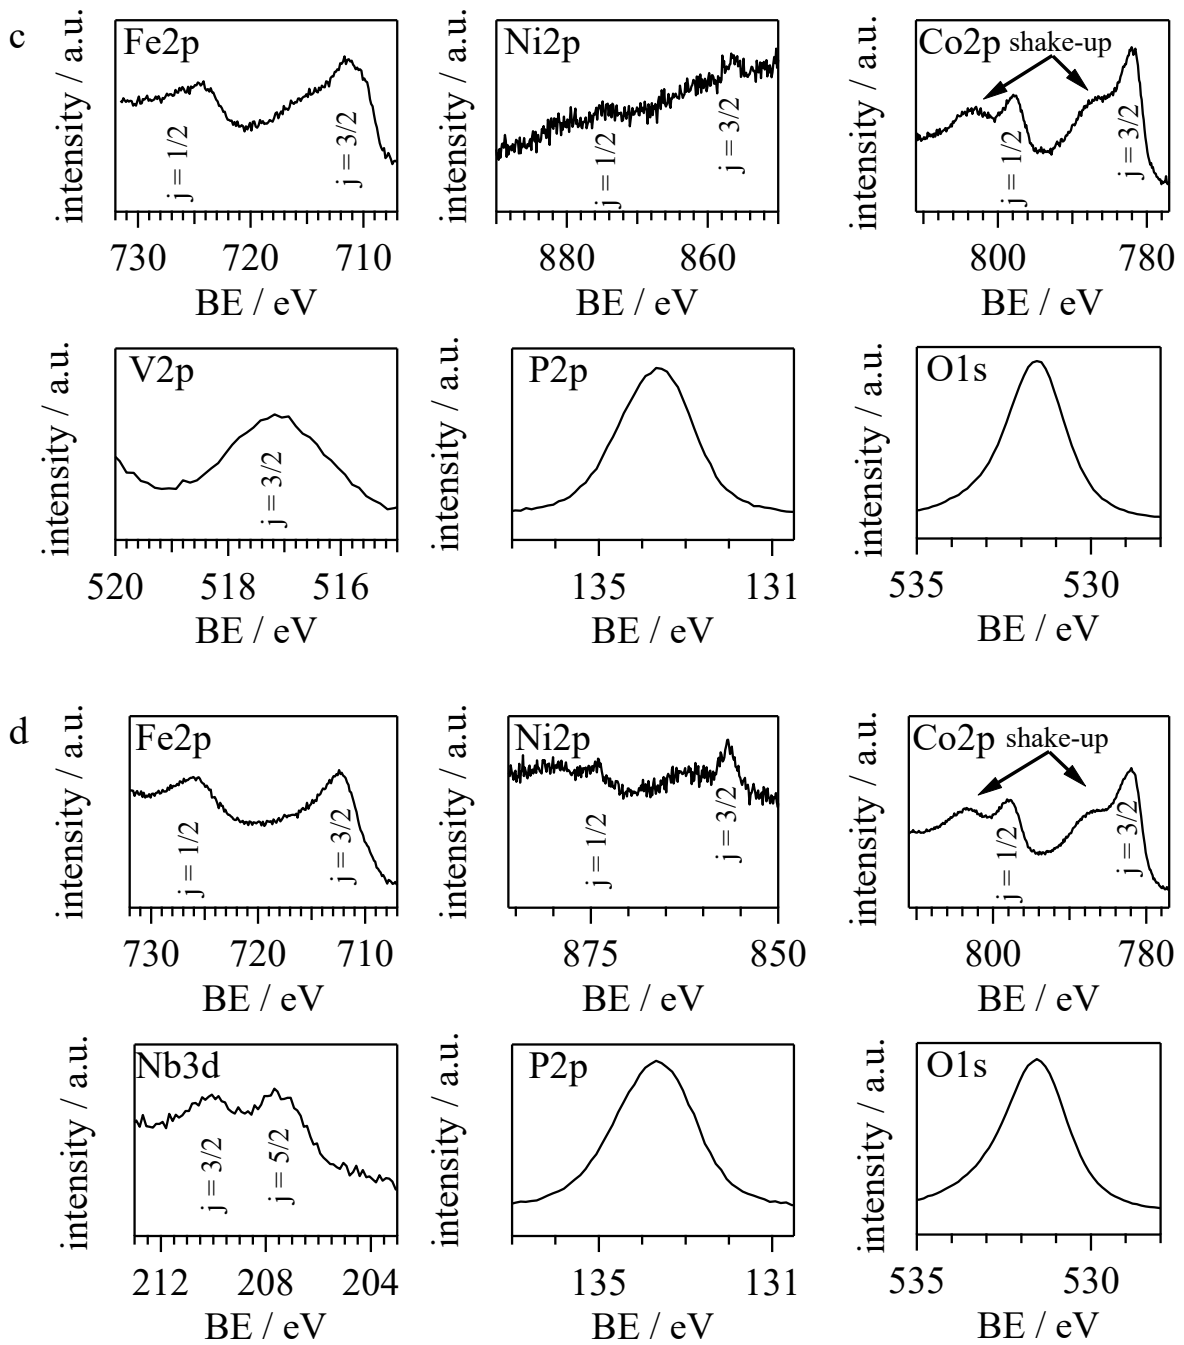 c
Fe2p
intensity / a.u.
j = 1/2
j = 3/2
730 720 710
BE / eV
Ni2p
intensity / a.u.
j = 1/2
j = 3/2
880 860
BE / eV
Co2p shake-up
intensity / a.u.
j = 1/2
j = 3/2
800 780
BE / eV
V2p
intensity / a.u.
j = 3/2
520 518 516
BE / eV
P2p
intensity / a.u.
135 131
BE / eV
O1s
intensity / a.u.
535 530
BE / eV
d
Fe2p
intensity / a.u.
j = 1/2
j = 3/2
730 720 710
BE / eV
Ni2p
intensity / a.u.
j = 1/2
j = 3/2
875 850
BE / eV
Co2p shake-up
intensity / a.u.
j = 1/2
j = 3/2
800 780
BE / eV
Nb3d
intensity / a.u.
j = 3/2
j = 5/2
212 208 204
BE / eV
P2p
intensity / a.u.
135 131
BE / eV
O1s
intensity / a.u.
535 530
BE / eV